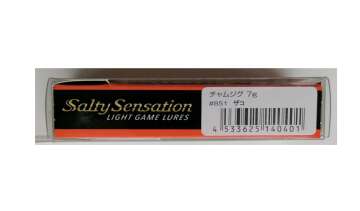 Salty Sensation
LIGHT GAME LURES
チャムジグ 7g
#851 ザコ
4 533625 140401